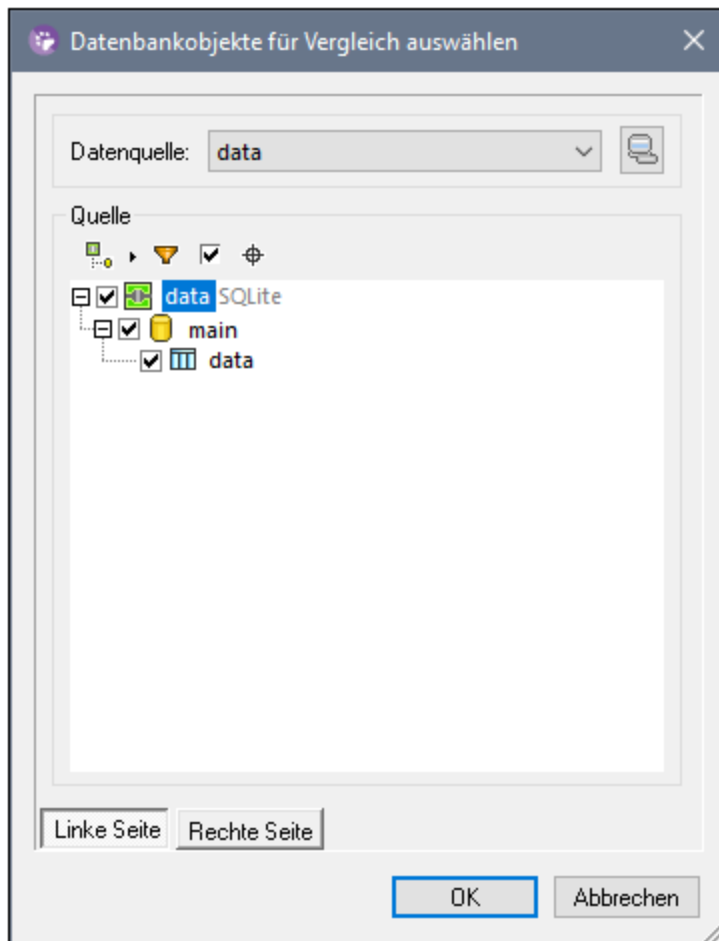 Datenbankobjekte für Vergleich auswählen
Datenquelle: data
Quelle
data SQLite
main
data
Linke Seite Rechte Seite
OK Abbrechen